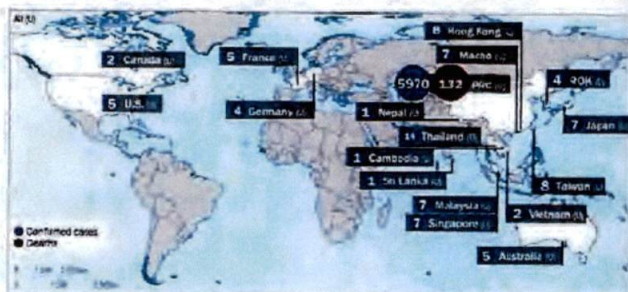 All (U)
8 Hong Kong
7 Macao
2 Canada (U)
5 France (U)
5970 132 PRC
4 ROK
5 U.S.
4 Germany (U)
1 Nepal
7 Japan
14 Thailand
1 Cambodia
1 Sri Lanka (U)
8 Taiwan
7 Malaysia
2 Vietnam (U)
7 Singapore
5 Australia (U)
Confirmed cases
Deaths